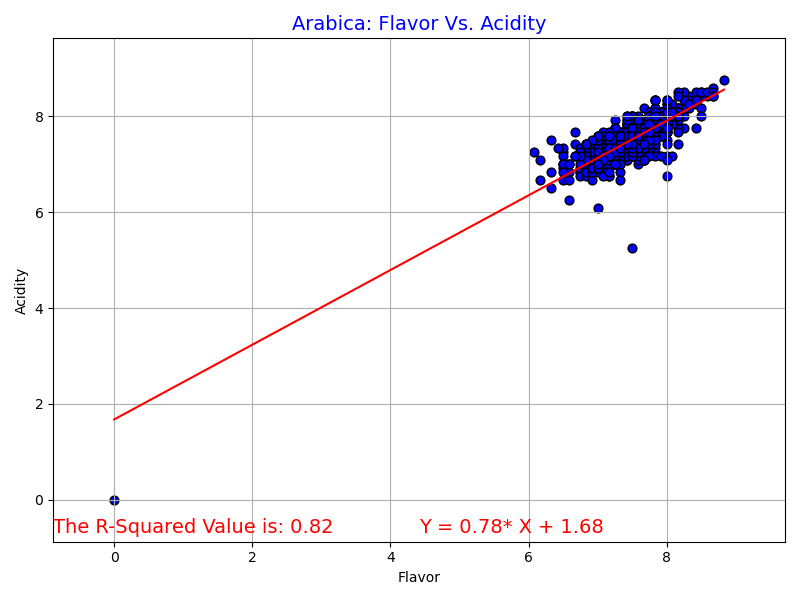 Arabica: Flavor Vs. Acidity
Acidity
8
6
4
2
0
The R-Squared Value is: 0.82
Y = 0.78* X + 1.68
0 2 4 6 8
Flavor